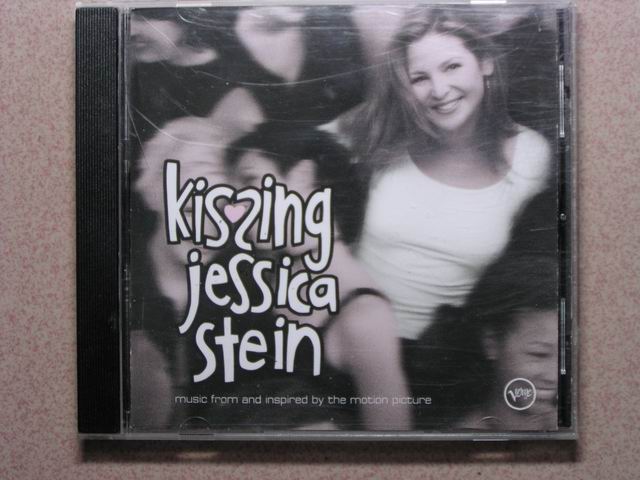 kissing
jessica
stein
music from and inspired by the motion picture
Verve